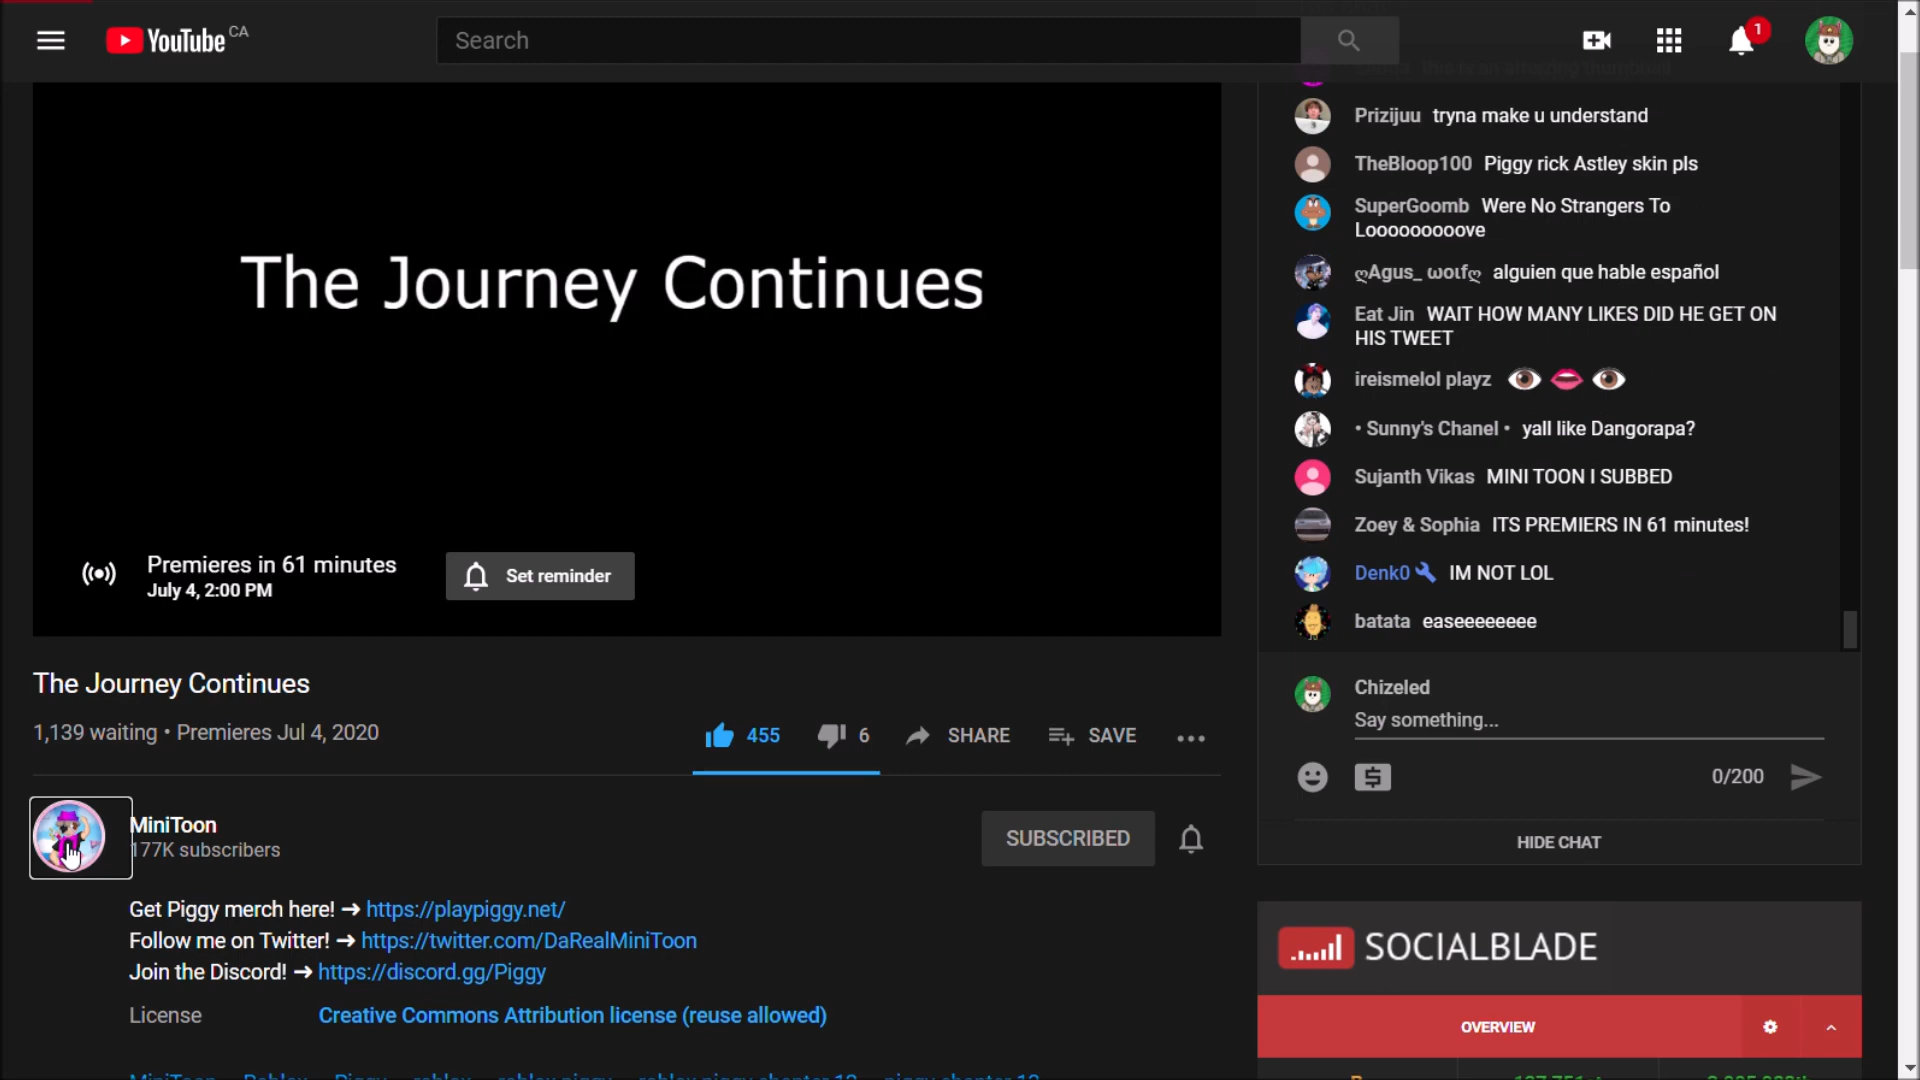 YouTube CA
Search
1
The Journey Continues
Premieres in 61 minutes
July 4, 2:00 PM
Set reminder
The Journey Continues
1,139 waiting • Premieres Jul 4, 2020
455
6
SHARE
SAVE
MiniToon
177K subscribers
SUBSCRIBED
Get Piggy merch here! ➜ https://playpiggy.net/
Follow me on Twitter! ➜ https://twitter.com/DaRealMiniToon
Join the Discord! ➜ https://discord.gg/Piggy
License
Creative Commons Attribution license (reuse allowed)
Prizijuu tryna make u understand
TheBloop100 Piggy rick Astley skin pls
SuperGoomb Were No Strangers To
Looooooooove
ღAgus_ ωοιfღ alguien que hable español
Eat Jin WAIT HOW MANY LIKES DID HE GET ON
HIS TWEET
ireismelol playz 👁️👄👁️
• Sunny's Chanel • yall like Dangorapa?
Sujanth Vikas MINI TOON I SUBBED
Zoey & Sophia ITS PREMIERS IN 61 minutes!
Denk0 IM NOT LOL
batata easeeeeeeee
Chizeled
Say something...
0/200
HIDE CHAT
SOCIALBLADE
OVERVIEW